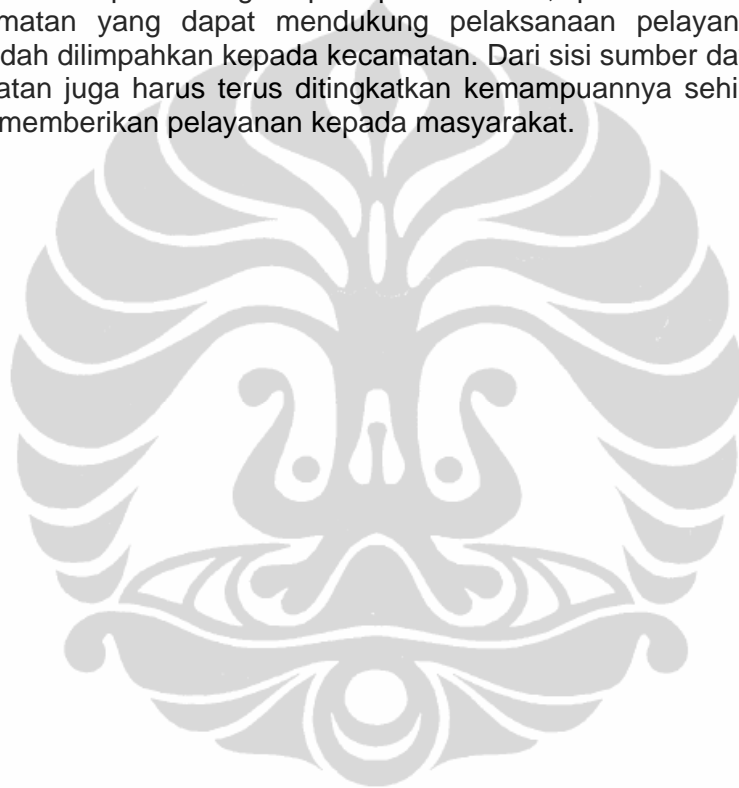 matan yang dapat mendukung pelaksanaan pelayan
dah dilimpahkan kepada kecamatan. Dari sisi sumber da
atan juga harus terus ditingkatkan kemampuannya sehi
memberikan pelayanan kepada masyarakat.